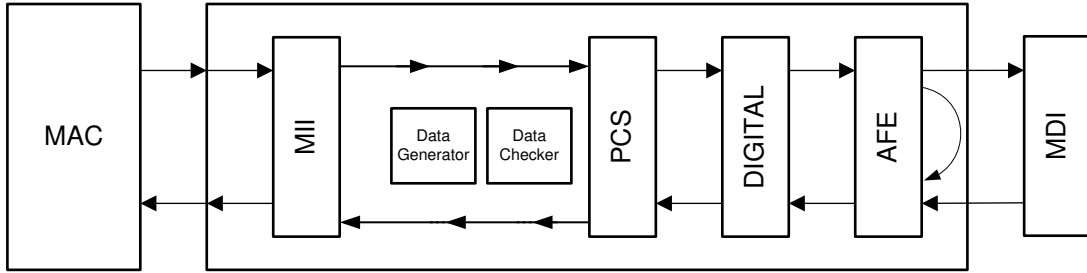 MAC
MII
Data
Generator
Data
Checker
PCS
DIGITAL
AFE
MDI